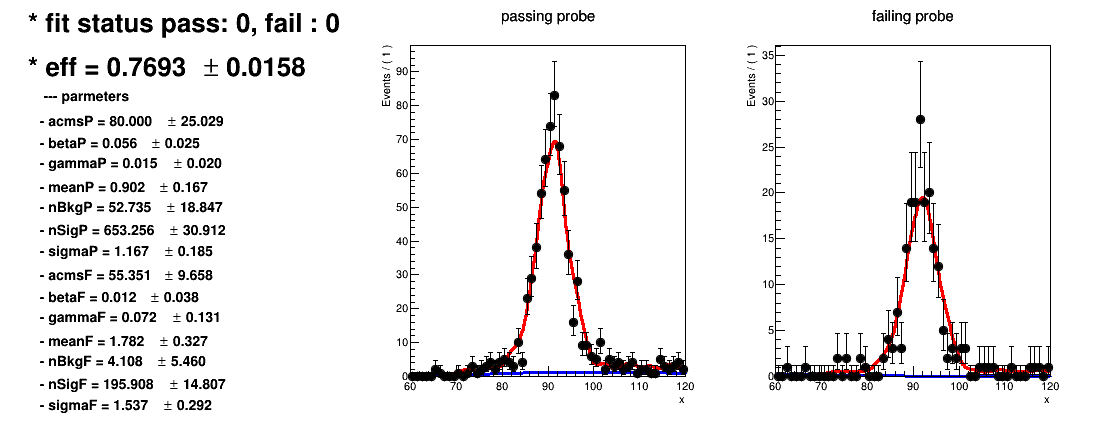 * fit status pass: 0, fail : 0
* eff = 0.7693 ± 0.0158
--- parmeters
- acmsP = 80.000 ± 25.029
- betaP = 0.056 ± 0.025
- gammaP = 0.015 ± 0.020
- meanP = 0.902 ± 0.167
- nBkgP = 52.735 ± 18.847
- nSigP = 653.256 ± 30.912
- sigmaP = 1.167 ± 0.185
- acmsF = 55.351 ± 9.658
- betaF = 0.012 ± 0.038
- gammaF = 0.072 ± 0.131
- meanF = 1.782 ± 0.327
- nBkgF = 4.108 ± 5.460
- nSigF = 195.908 ± 14.807
- sigmaF = 1.537 ± 0.292
passing probe
Events / ( 1 )
90
80
70
60
50
40
30
20
10
0
60 70 80 90 100 110 120
x
failing probe
Events / ( 1 )
35
30
25
20
15
10
5
0
60 70 80 90 100 110 120
x